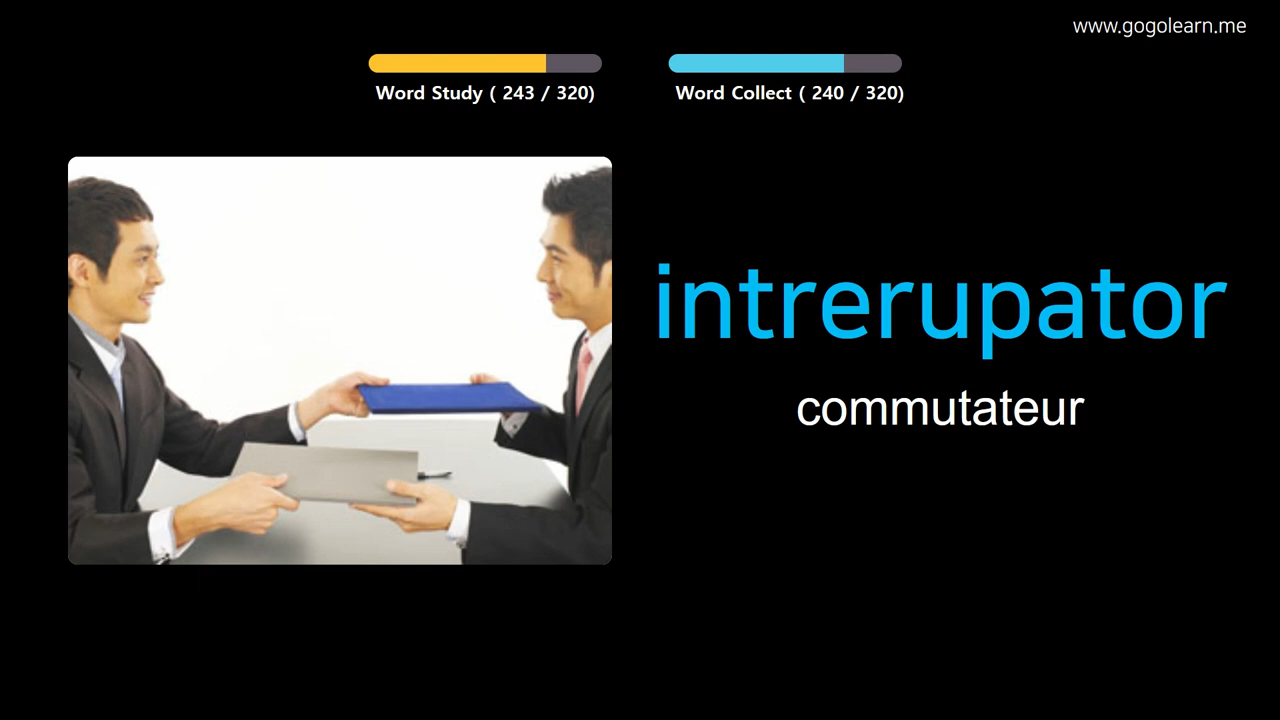 www.gogolearn.me
Word Study ( 243 / 320)
Word Collect ( 240 / 320)
intrerupator
commutateur